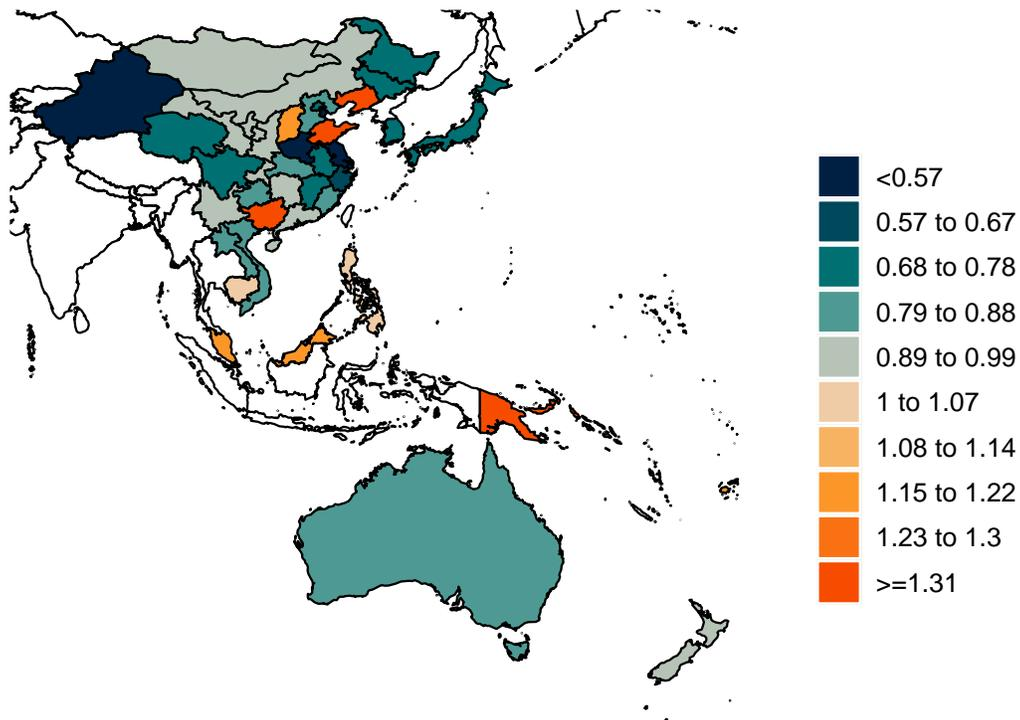 <0.57
0.57 to 0.67
0.68 to 0.78
0.79 to 0.88
0.89 to 0.99
1 to 1.07
1.08 to 1.14
1.15 to 1.22
1.23 to 1.3
>=1.31